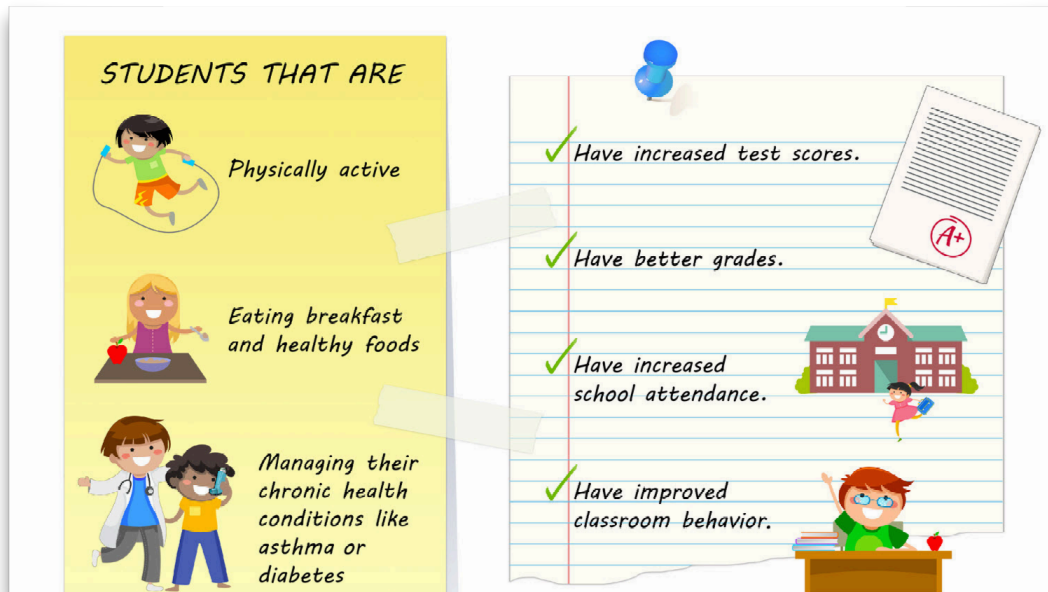 STUDENTS THAT ARE
Physically active
Eating breakfast
and healthy foods
Managing their
chronic health
conditions like
asthma or
diabetes
Have increased test scores.
Have better grades.
Have increased
school attendance.
Have improved
classroom behavior.
A+